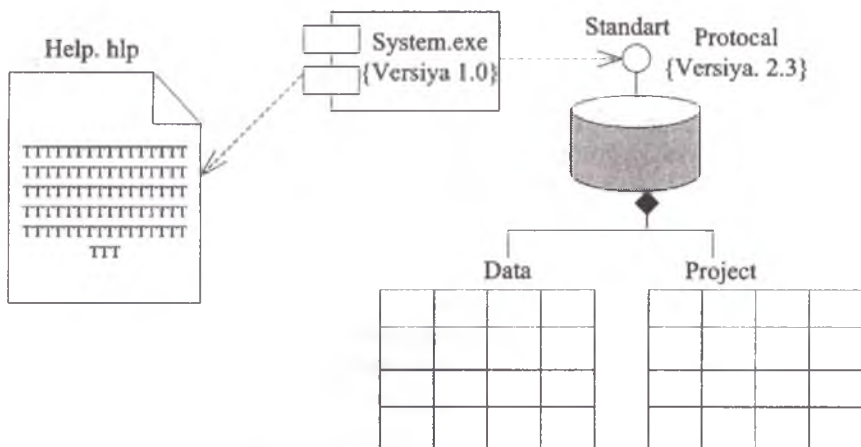 Help. hlp
System.exe
{Versiya 1.0}
Standart
Protocal
{Versiya. 2.3}
Data
Project